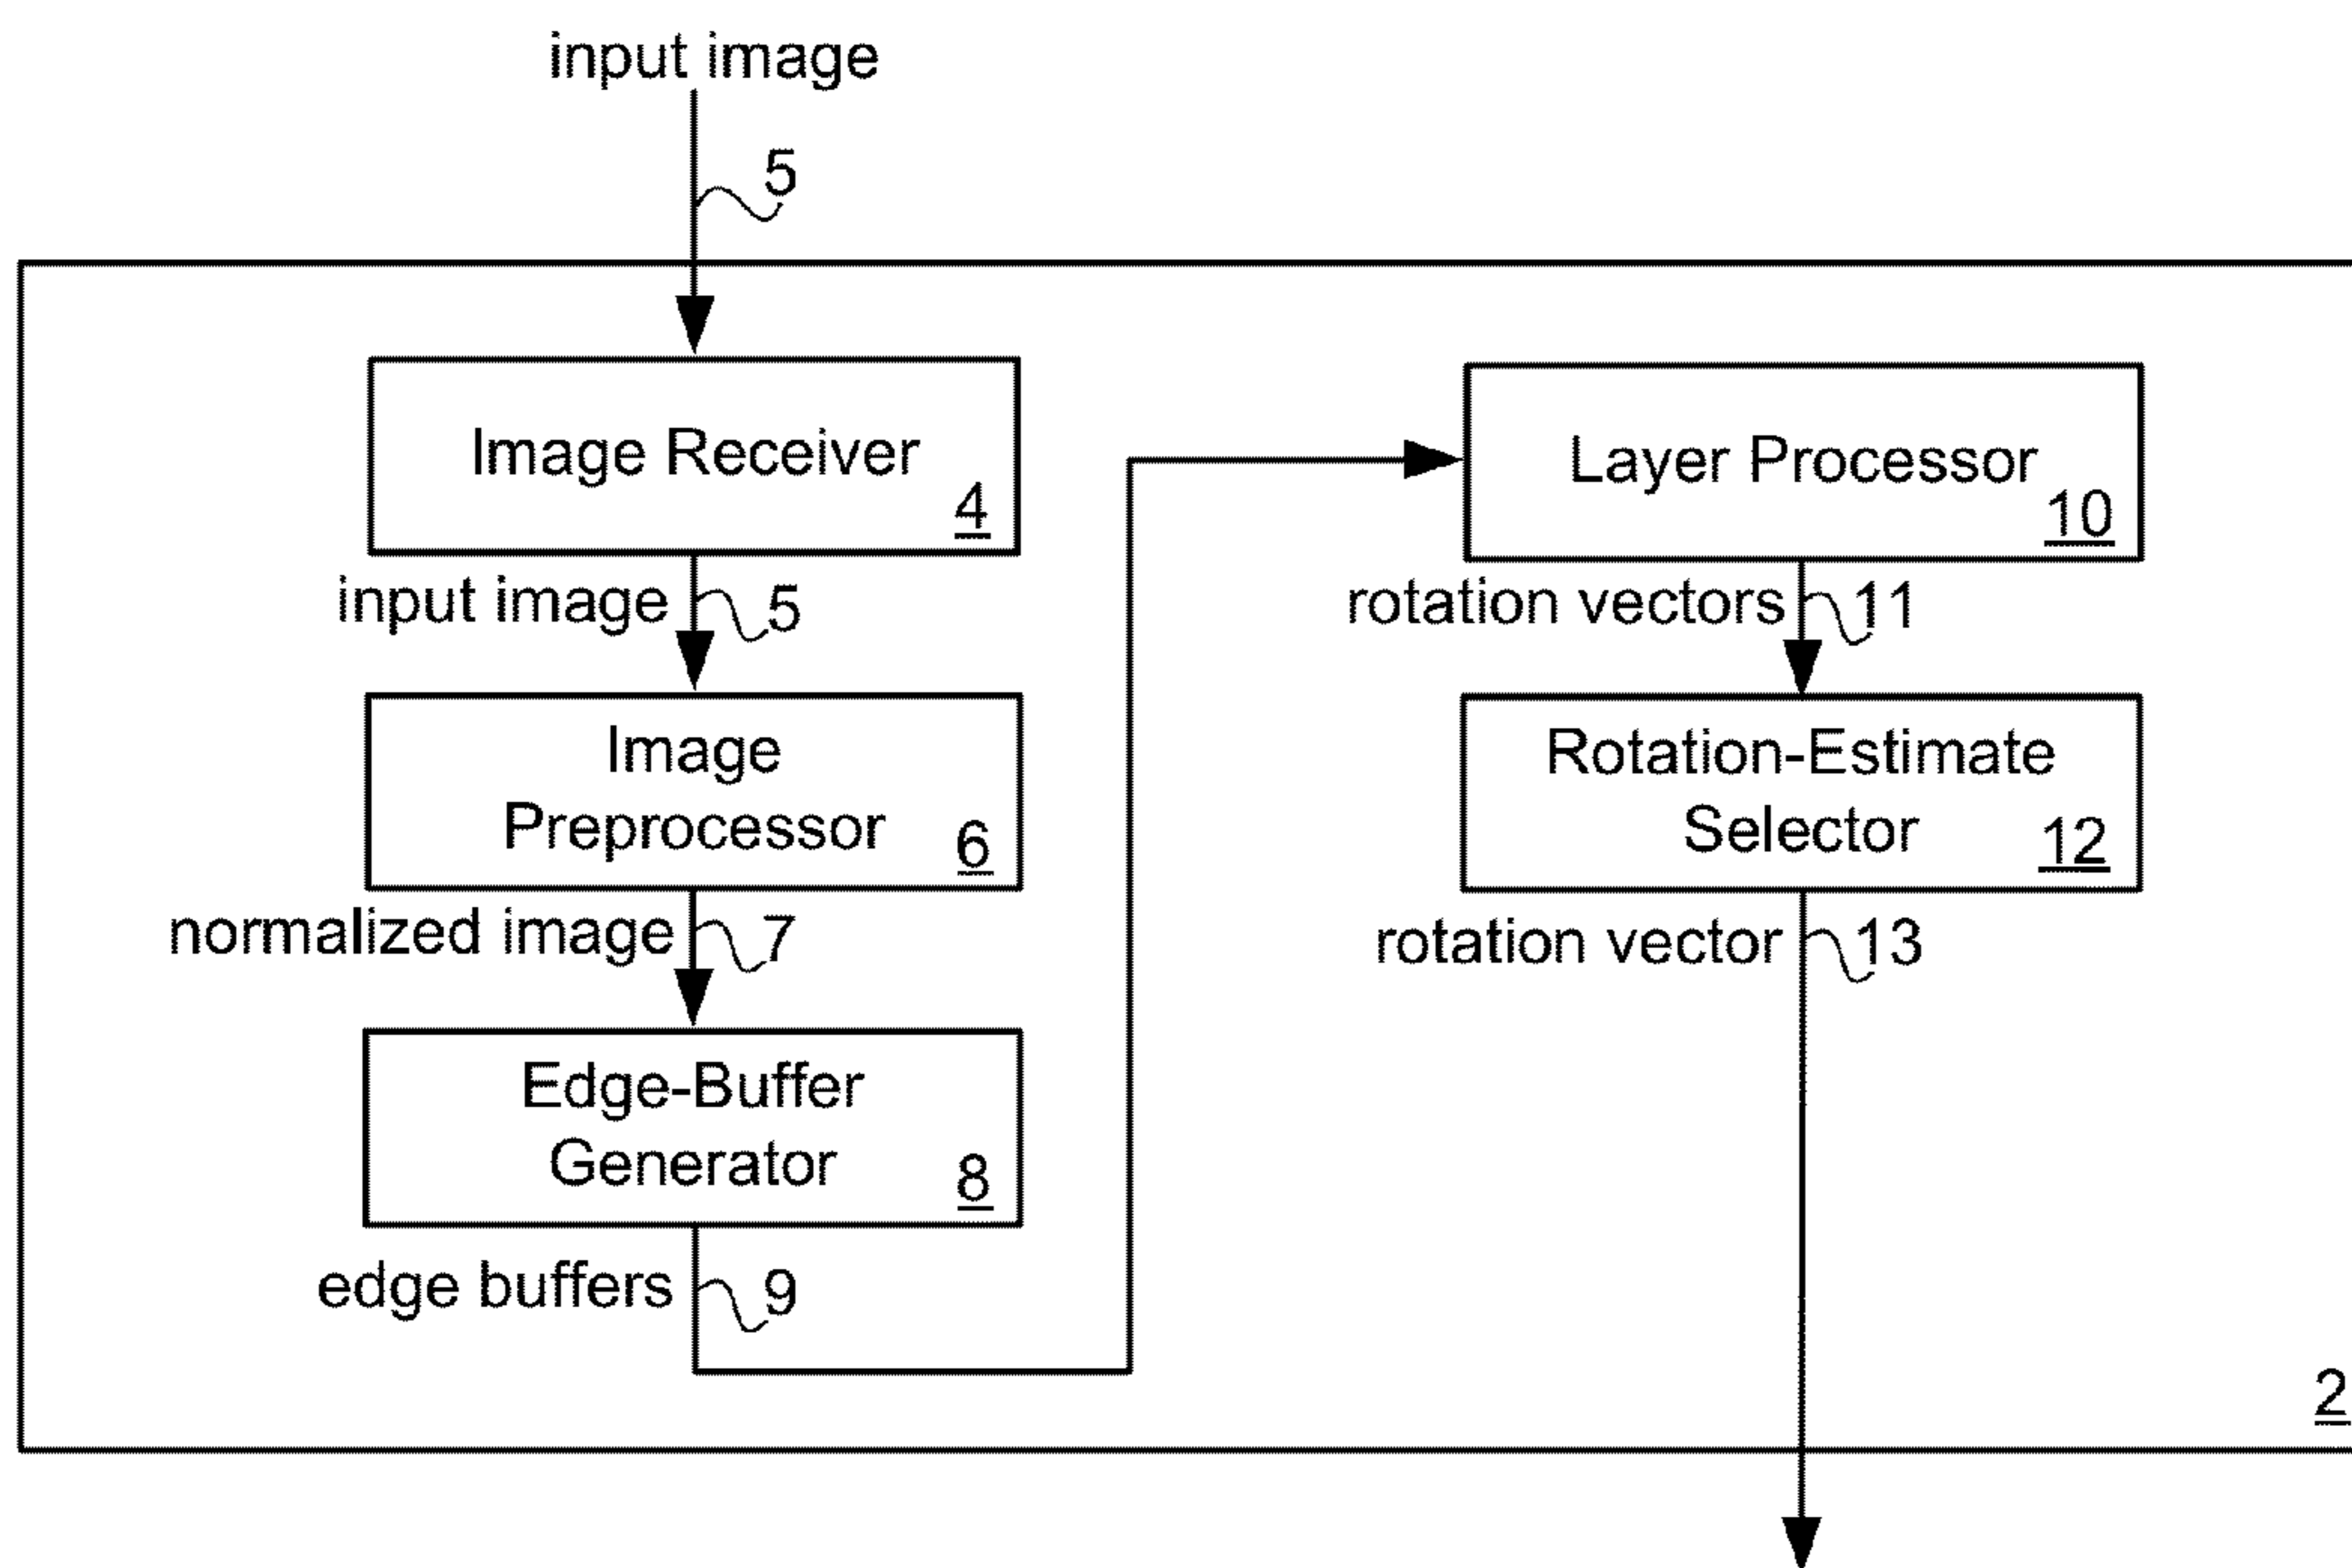 input image
5
Image Receiver
4
input image
5
Image
Preprocessor
6
normalized image
7
Edge-Buffer
Generator
8
edge buffers
9
Layer Processor
10
rotation vectors
11
Rotation-Estimate
Selector
12
rotation vector
13
2